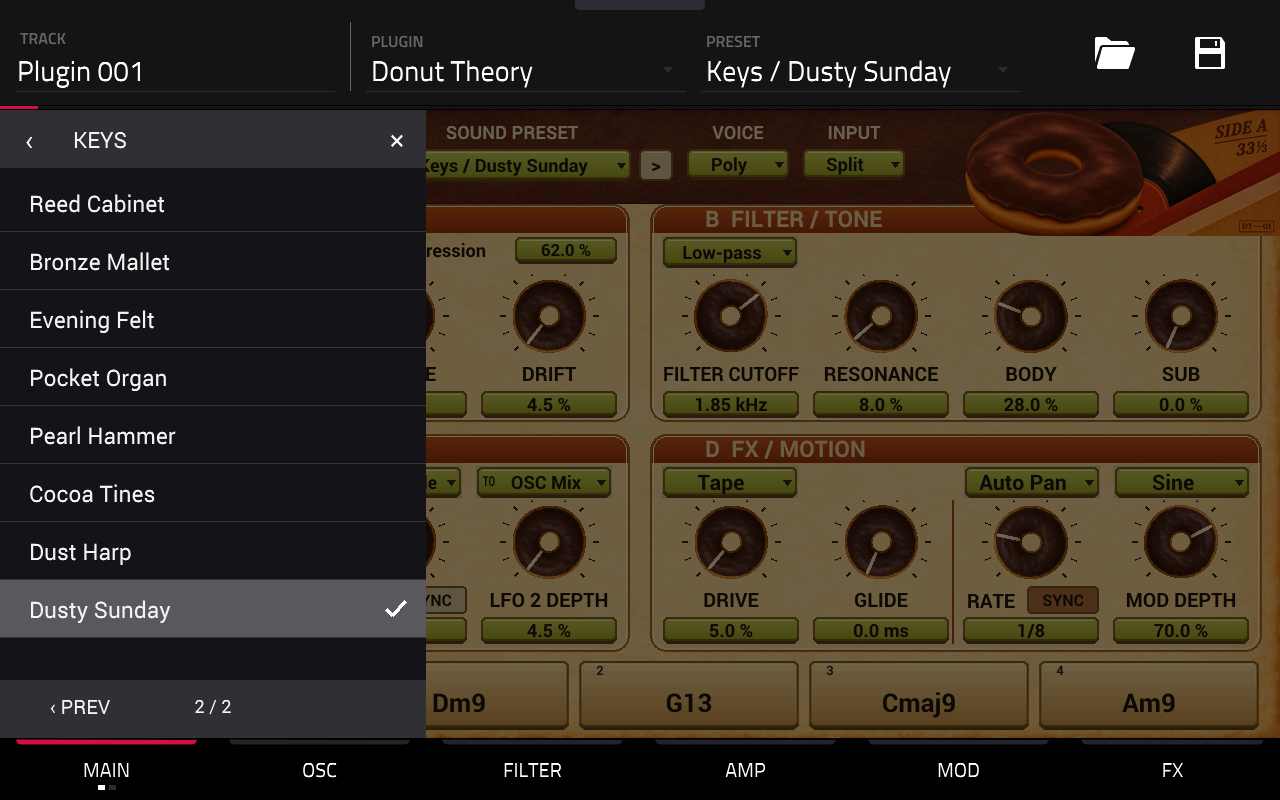 TRACK
Plugin 001
PLUGIN
Donut Theory
PRESET
Keys / Dusty Sunday
‹ KEYS ×
Reed Cabinet
Bronze Mallet
Evening Felt
Pocket Organ
Pearl Hammer
Cocoa Tines
Dust Harp
Dusty Sunday
‹ PREV 2 / 2
SOUND PRESET VOICE INPUT
Keys / Dusty Sunday > Poly Split
SIDE A
33⅓
DT—01
ression 62.0 %
DRIFT
4.5 %
B FILTER / TONE
Low-pass
FILTER CUTOFF RESONANCE BODY SUB
1.85 kHz 8.0 % 28.0 % 0.0 %
TO OSC Mix
LFO 2 DEPTH
4.5 %
D FX / MOTION
Tape Auto Pan Sine
DRIVE GLIDE RATE SYNC MOD DEPTH
5.0 % 0.0 ms 1/8 70.0 %
Dm9
2 G13
3 Cmaj9
4 Am9
MAIN OSC FILTER AMP MOD FX